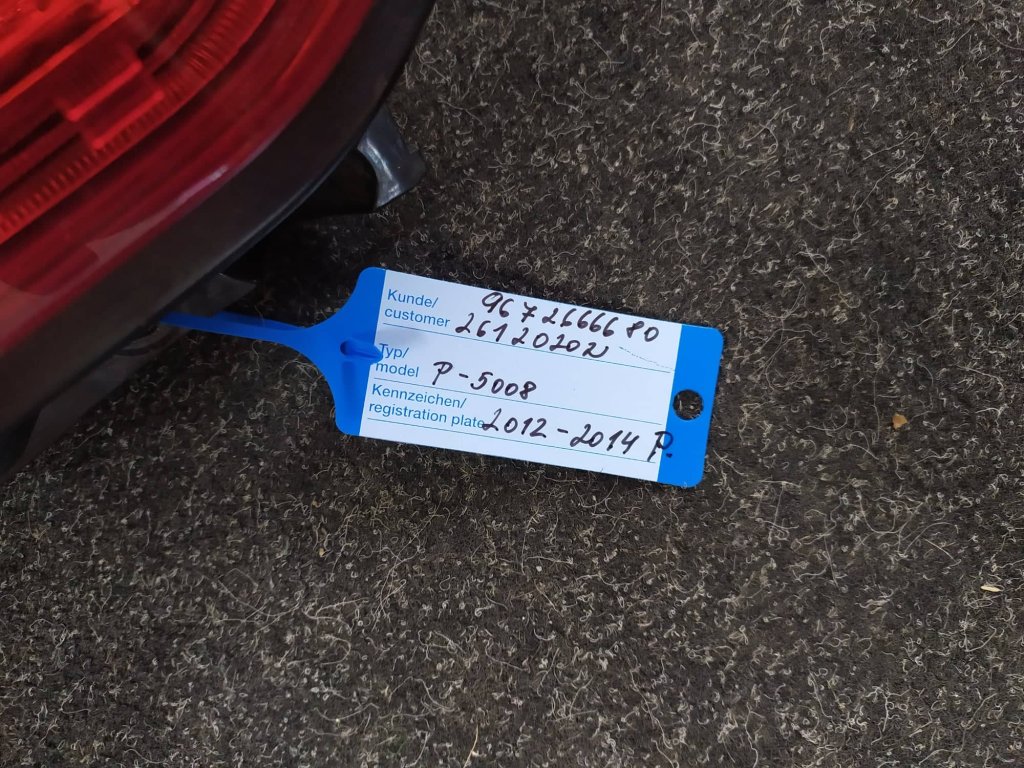 Kunde/ 9672666680
customer 26120202
Typ/
model P-5008
Kennzeichen/
registration plate 2012-2014 P.